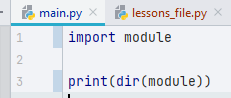 main.py lessons_file.py
1 import module
2
3 print(dir(module))